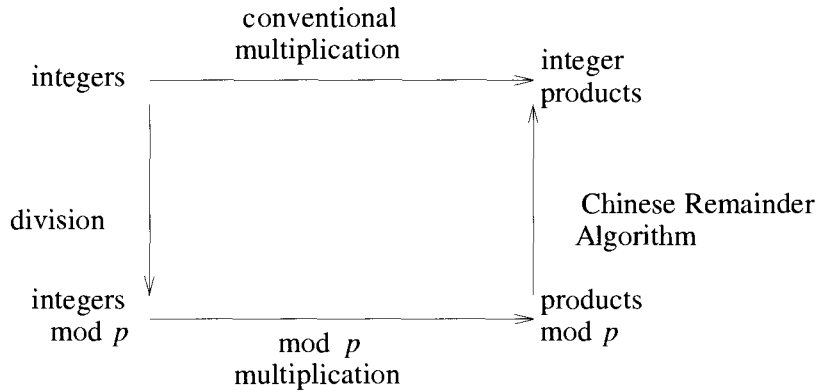 conventional
multiplication
integers
integer
products
division
Chinese Remainder
Algorithm
integers
mod p
products
mod p
mod p
multiplication